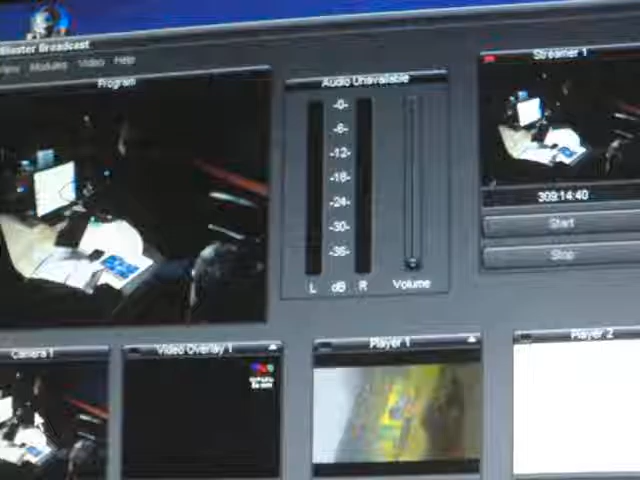 Blaster Broadcast
Modules Video Help
Program
Audio Unavailable
Streamer 1
-0-
-6-
-12-
-18-
-24-
-30-
-36-
L dB R
Volume
309:14:40
Start
Stop
Camera 1
Video Overlay 1
Player 1
Player 2